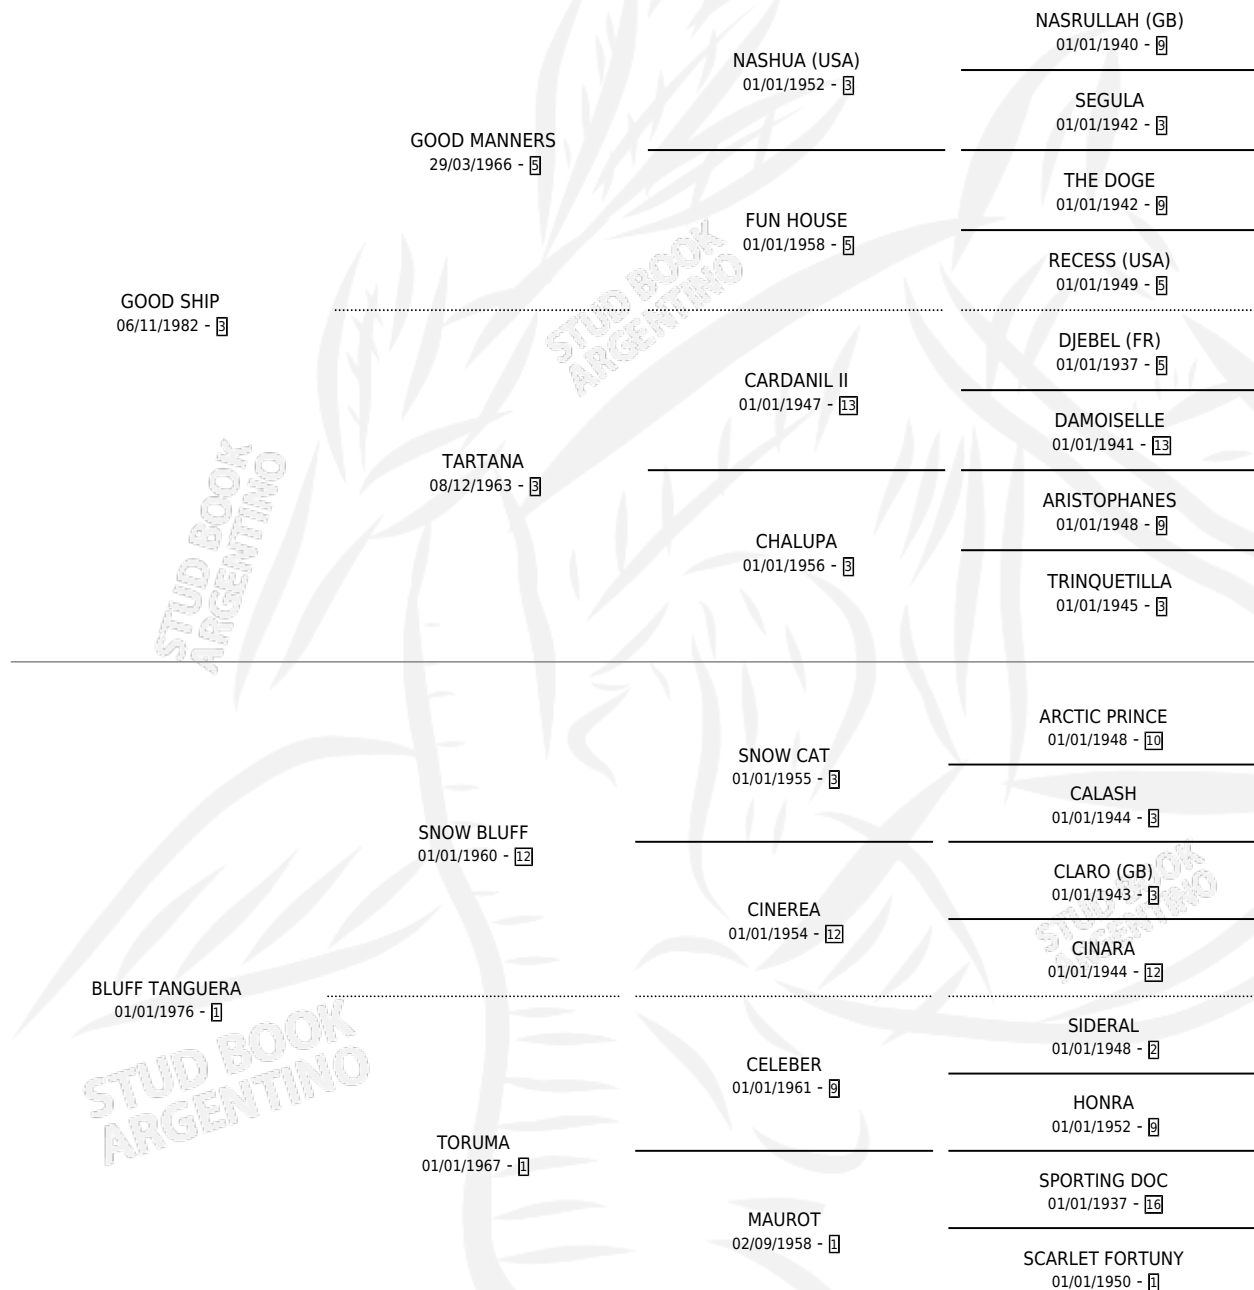 NASRULLAH (GB)
01/01/1940 - 9
NASHUA (USA)
01/01/1952 - 3
SEGULA
01/01/1942 - 3
GOOD MANNERS
29/03/1966 - 5
THE DOGE
01/01/1942 - 9
FUN HOUSE
01/01/1958 - 5
RECESS (USA)
01/01/1949 - 5
GOOD SHIP
06/11/1982 - 3
DJEBEL (FR)
01/01/1937 - 5
CARDANIL II
01/01/1947 - 13
DAMOISELLE
01/01/1941 - 13
TARTANA
08/12/1963 - 3
ARISTOPHANES
01/01/1948 - 9
CHALUPA
01/01/1956 - 3
TRINQUETILLA
01/01/1945 - 3
ARCTIC PRINCE
01/01/1948 - 10
SNOW CAT
01/01/1955 - 3
CALASH
01/01/1944 - 3
SNOW BLUFF
01/01/1960 - 12
CLARO (GB)
01/01/1943 - 3
CINEREA
01/01/1954 - 12
CINARA
01/01/1944 - 12
BLUFF TANGUERA
01/01/1976 - 1
SIDERAL
01/01/1948 - 2
CELEBER
01/01/1961 - 9
HONRA
01/01/1952 - 9
TORUMA
01/01/1967 - 1
SPORTING DOC
01/01/1937 - 16
MAUROT
02/09/1958 - 1
SCARLET FORTUNY
01/01/1950 - 1
STUD BOOK
ARGENTINO
STUD BOOK
ARGENTINO
STUD BOOK
ARGENTINO
STUD BOOK
ARGENTINO